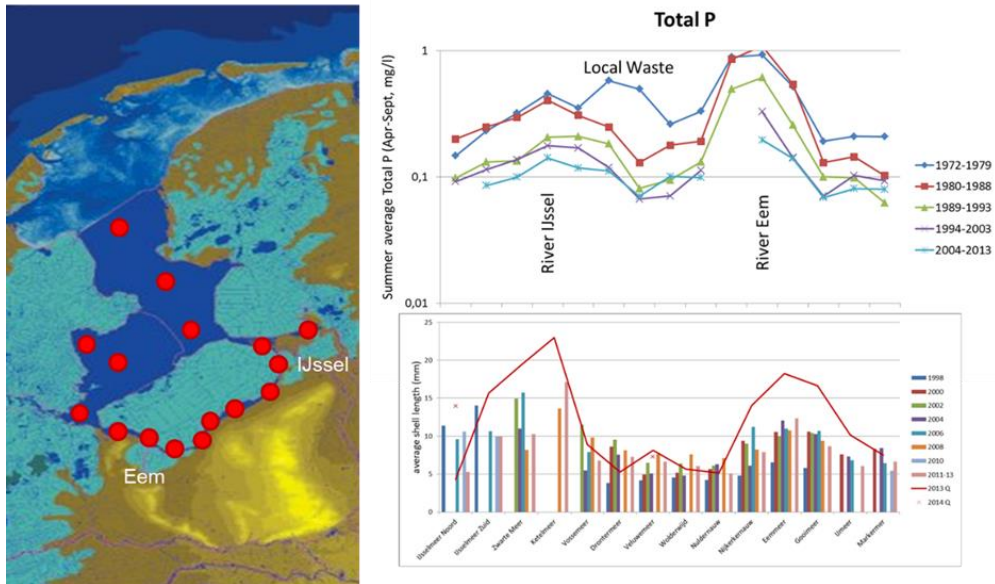 IJssel
Eem
Total P
Summer average Total P (Apr-Sept, mg/l)
1
0,1
0,01
Local Waste
River IJssel
River Eem
1972-1979
1980-1988
1989-1993
1994-2003
2004-2013
average shell length (mm)
25
20
15
10
5
0
IJsselmeer Noord
IJsselmeer Zuid
Zwarte Meer
Ketelmeer
Vossemeer
Drontermeer
Veluwemeer
Wolderwijd
Nuldernauw
Nijkerkernauw
Eemmeer
Gooimeer
IJmeer
Markermeer
1998
2000
2002
2004
2006
2008
2010
2011-13
2013 Q
2014 Q